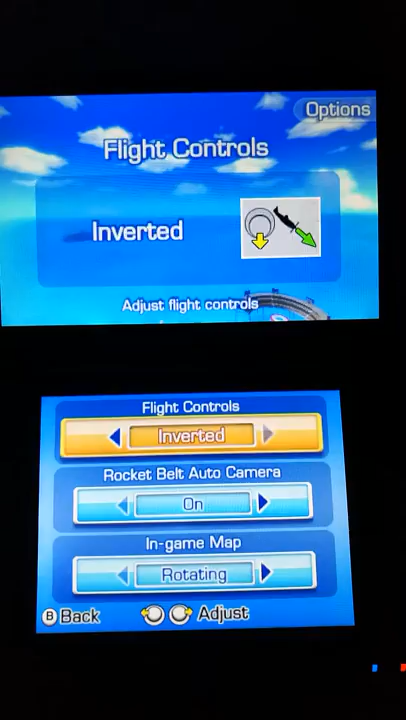 Options
Flight Controls
Inverted
Adjust flight controls
Flight Controls
Inverted
Rocket Belt Auto Camera
On
In-game Map
Rotating
B Back
Adjust